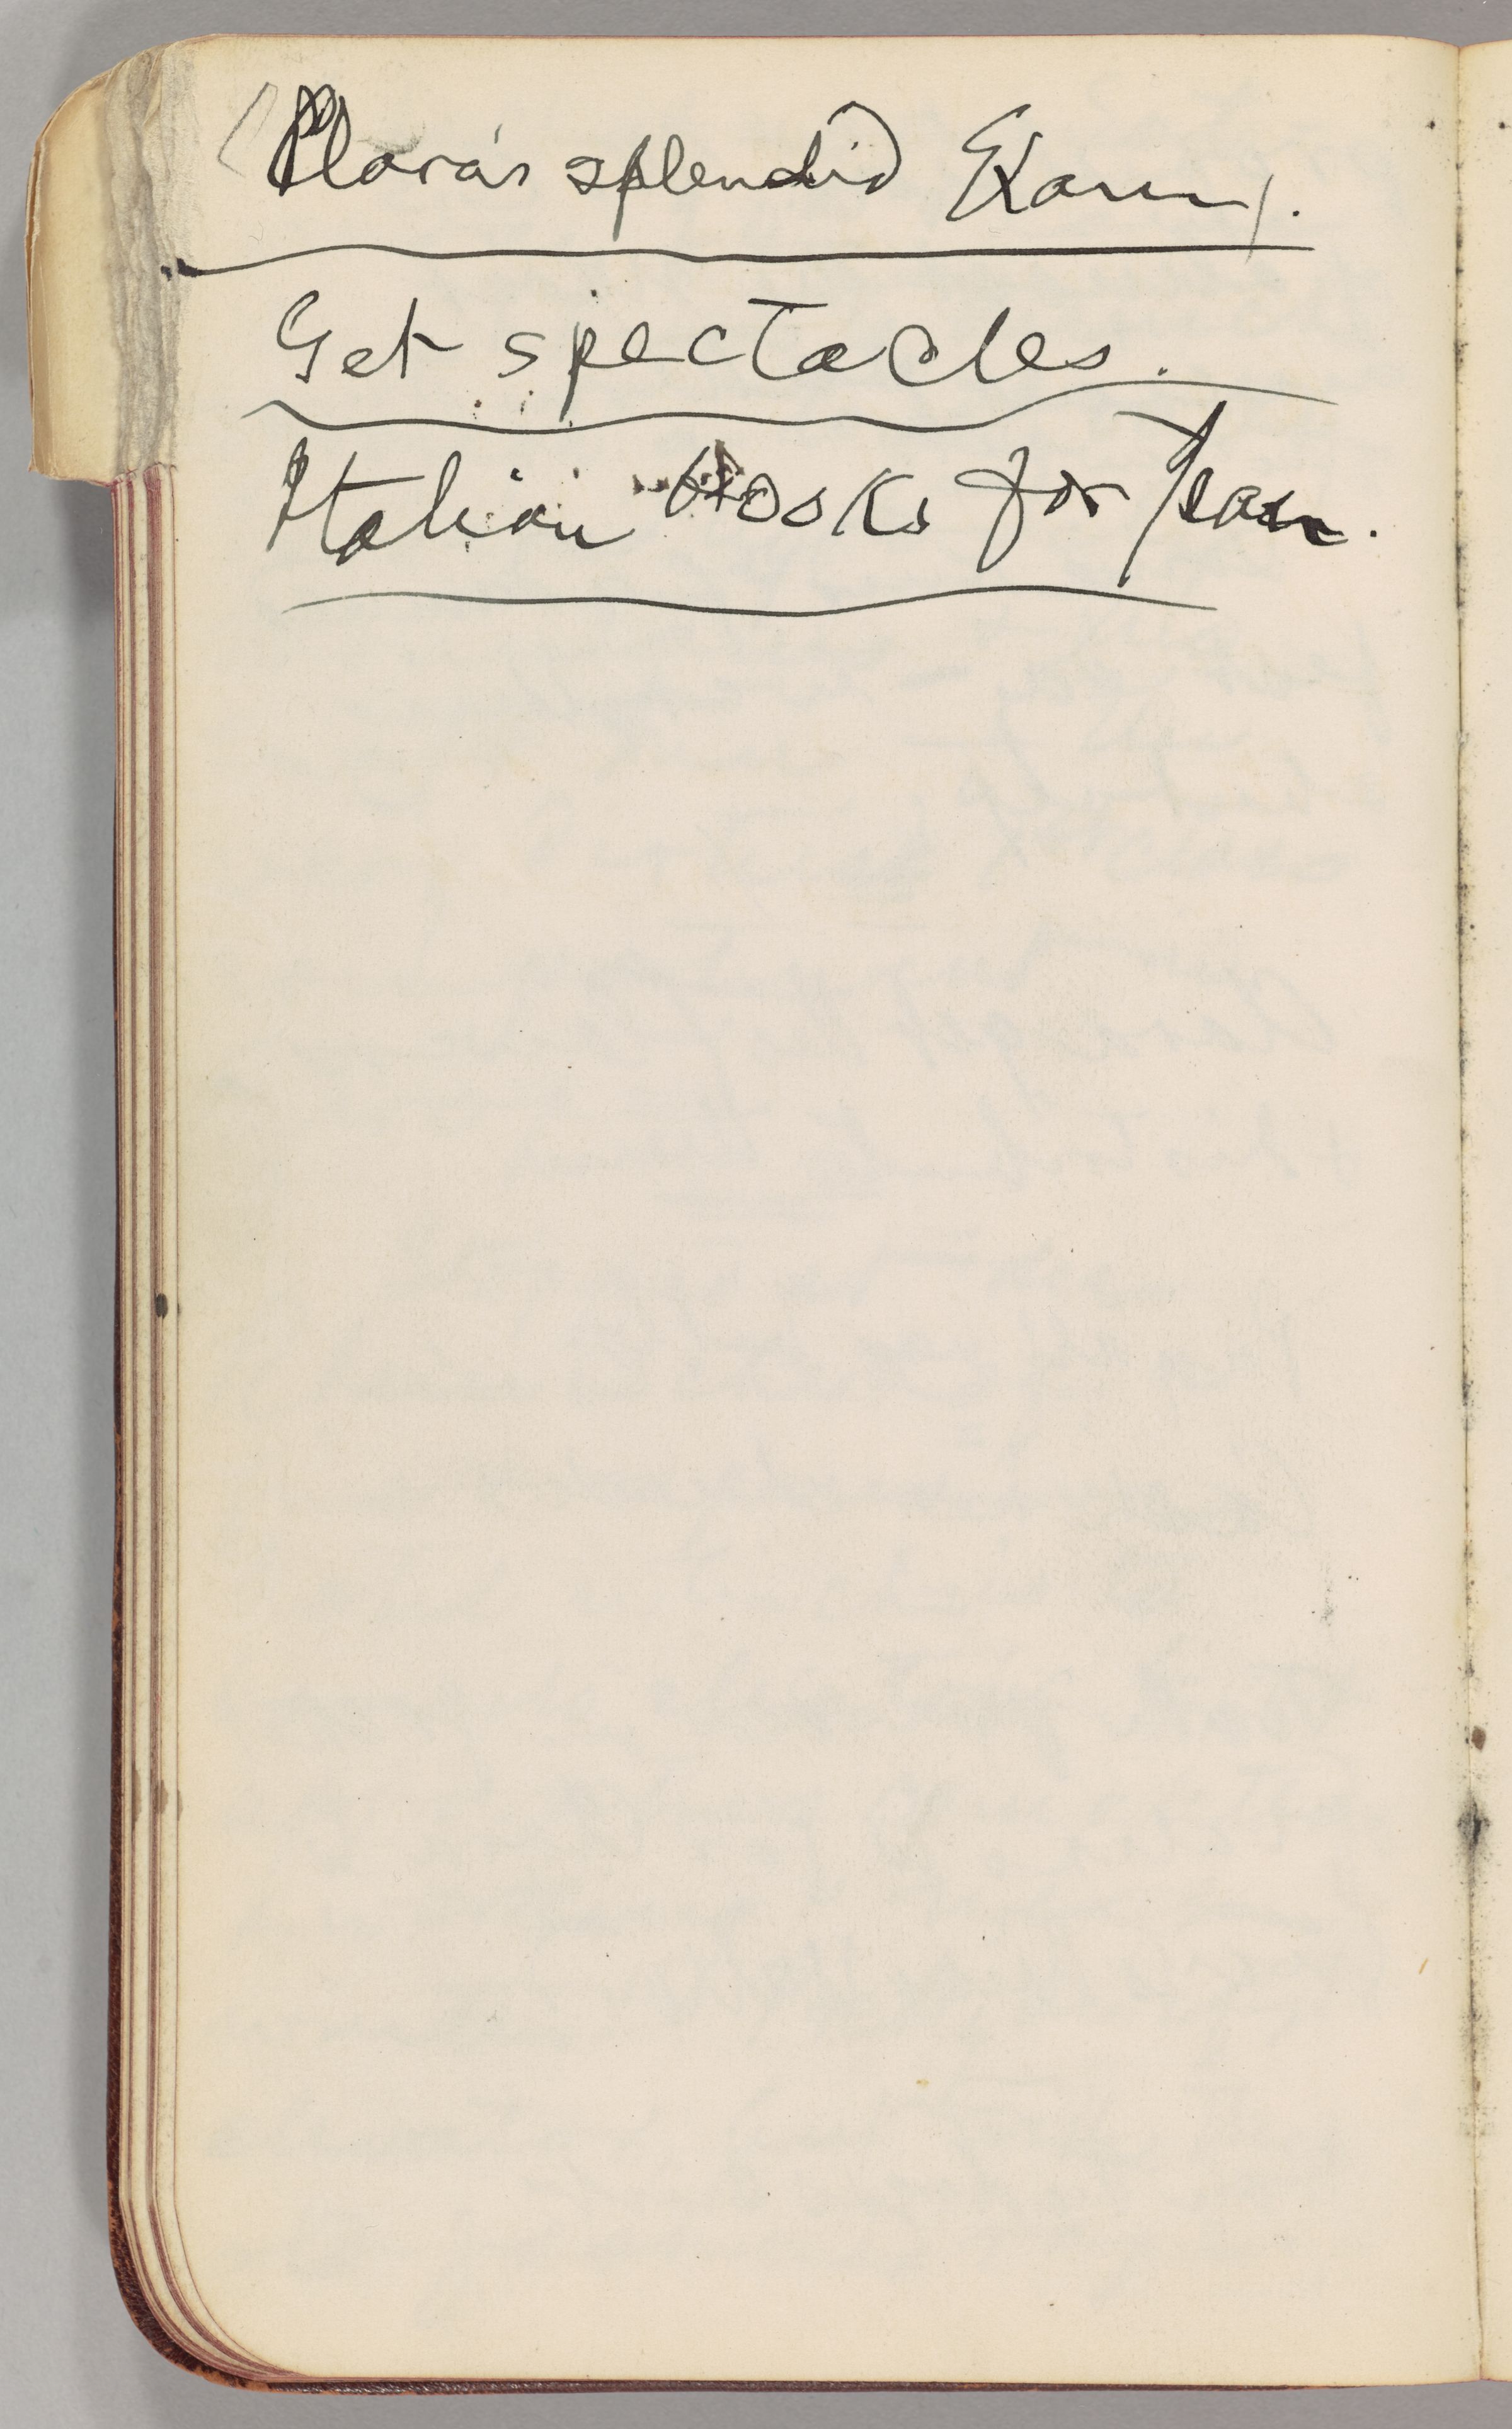 (Clara's splendid Exam).
Get spectacles.
Italian books for Jean.